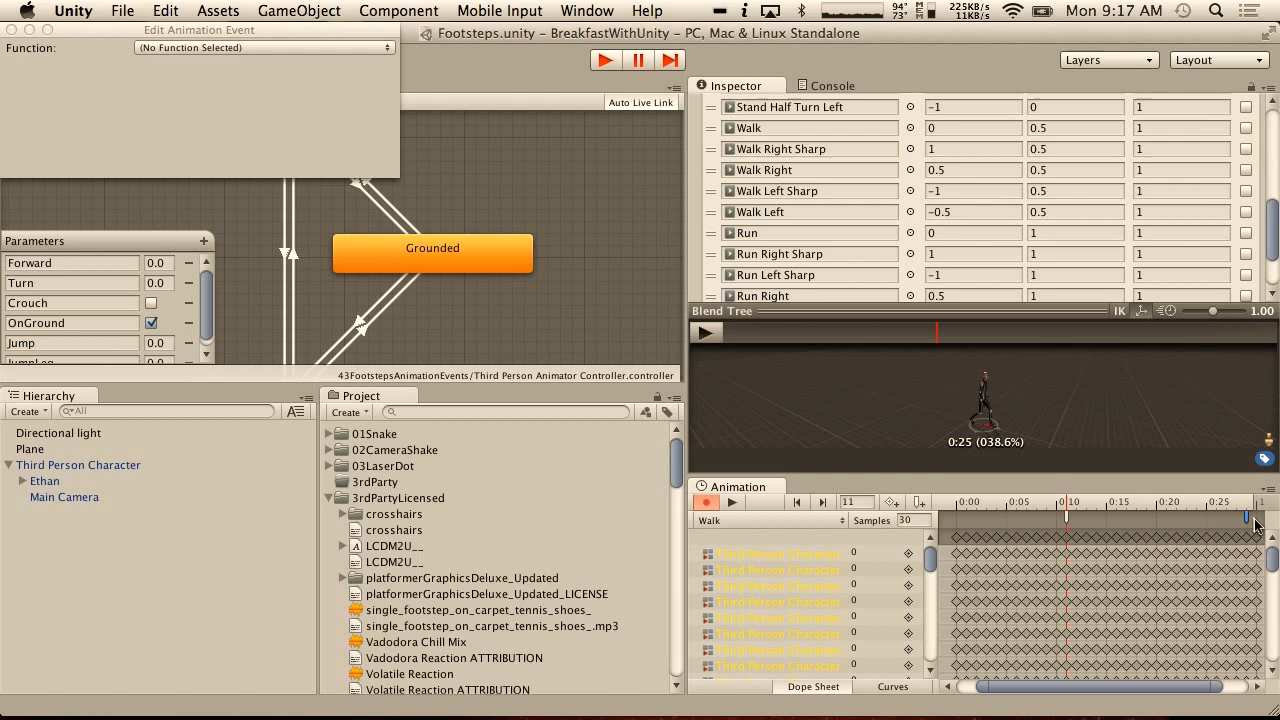 Unity File Edit Assets GameObject Component Mobile Input Window Help 94° 73° MEM 225KB/s 11KB/s Mon 9:17 AM
Edit Animation Event
Footsteps.unity - BreakfastWithUnity - PC, Mac & Linux Standalone
Function: (No Function Selected)
Layers Layout
Inspector Console
Auto Live Link
Stand Half Turn Left -1 0 1
Walk 0 0.5 1
Walk Right Sharp 1 0.5 1
Walk Right 0.5 0.5 1
Walk Left Sharp -1 0.5 1
Walk Left -0.5 0.5 1
Run 0 1 1
Run Right Sharp 1 1 1
Run Left Sharp -1 1 1
Run Right 0.5 1 1
Grounded
Parameters
Forward 0.0
Turn 0.0
Crouch
OnGround
Jump 0.0
43FootstepsAnimationEvents/Third Person Animator Controller.controller
Blend Tree IK 1.00
0:25 (038.6%)
Hierarchy
Create All
Directional light
Plane
Third Person Character
Ethan
Main Camera
Project
Create
01Snake
02CameraShake
03LaserDot
3rdParty
3rdPartyLicensed
crosshairs
crosshairs
LCDM2U__
LCDM2U__
platformerGraphicsDeluxe_Updated
platformerGraphicsDeluxe_Updated_LICENSE
single_footstep_on_carpet_tennis_shoes_
single_footstep_on_carpet_tennis_shoes_.mp3
Vadodora Chill Mix
Vadodora Reaction ATTRIBUTION
Volatile Reaction
Volatile Reaction ATTRIBUTION
Animation
11 0:00 0:05 0:10 0:15 0:20 0:25 1
Walk Samples 30
Third Person Character 0
Third Person Character 0
Third Person Character 0
Third Person Character 0
Third Person Character 0
Third Person Character 0
Third Person Character 0
Third Person Character 0
Dope Sheet Curves